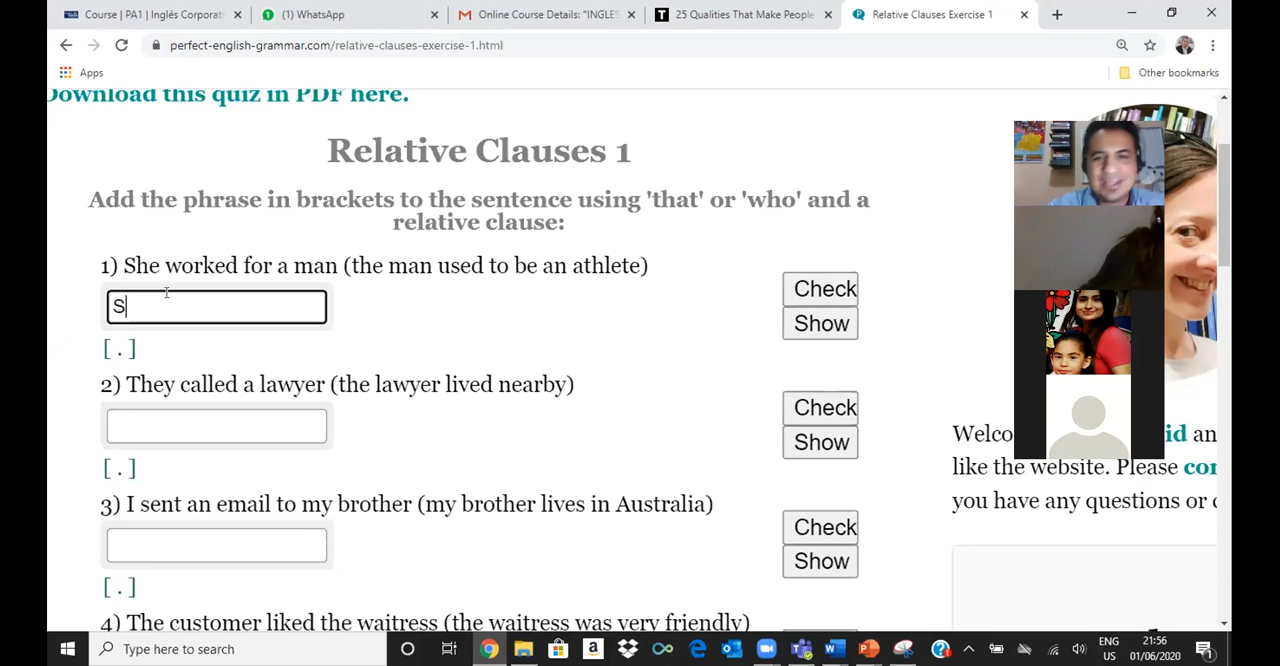 Course | PA1 | Inglés Corporat
(1) WhatsApp
Online Course Details: "INGLES
25 Qualities That Make People
Relative Clauses Exercise 1
perfect-english-grammar.com/relative-clauses-exercise-1.html
Apps
Other bookmarks
Download this quiz in PDF here.
Relative Clauses 1
Add the phrase in brackets to the sentence using 'that' or 'who' and a
relative clause:
1) She worked for a man (the man used to be an athlete)
S
Check
Show
[ . ]
2) They called a lawyer (the lawyer lived nearby)
Check
Show
[ . ]
3) I sent an email to my brother (my brother lives in Australia)
Check
Show
[ . ]
4) The customer liked the waitress (the waitress was very friendly)
Welco
id an
like the website. Please con
you have any questions or c
Type here to search
ENG
US
21:56
01/06/2020